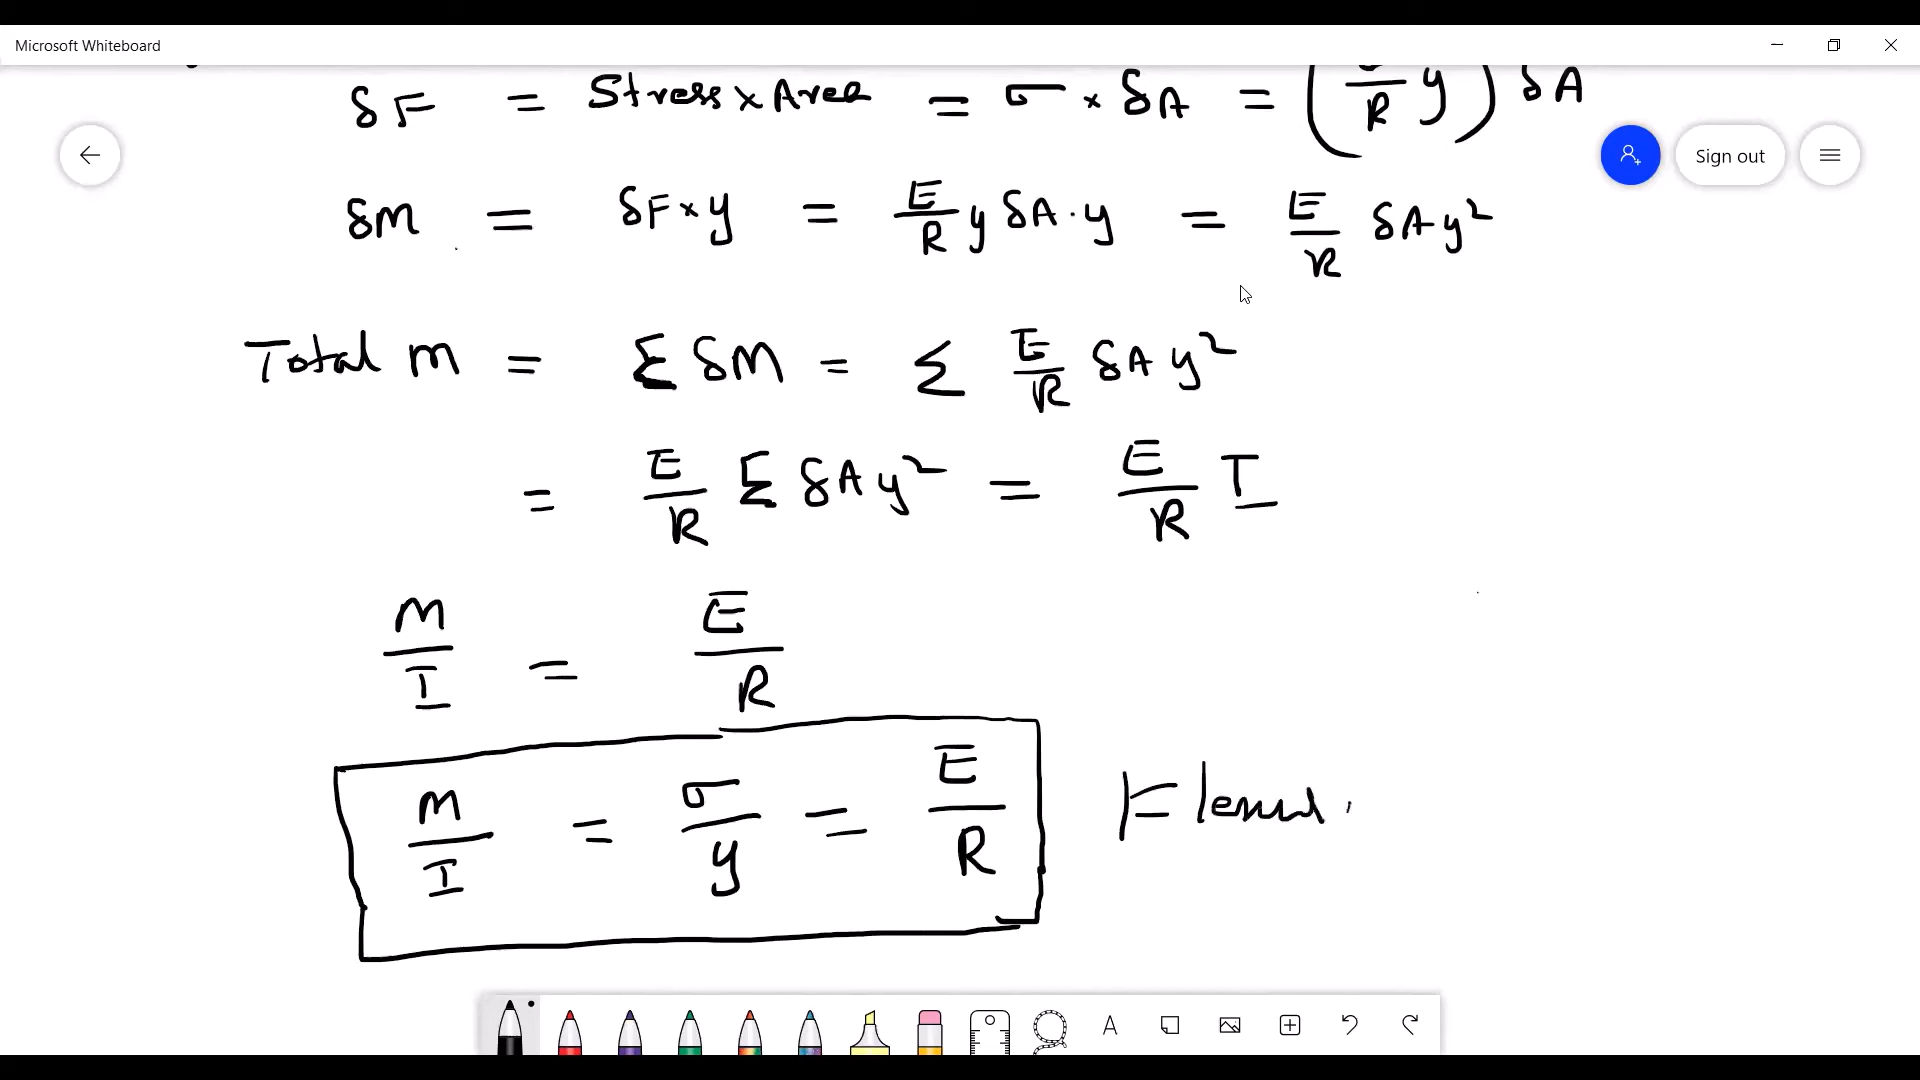 Microsoft Whiteboard
δF = Stress × Area = σ × δA = (E/R y) δA
Sign out
δM = δF × y = E/R y δA · y = E/R δA y²
Total M = Σ δM = Σ E/R δA y²
= E/R Σ δA y² = E/R I
M/I = E/R
M/I = σ/y = E/R